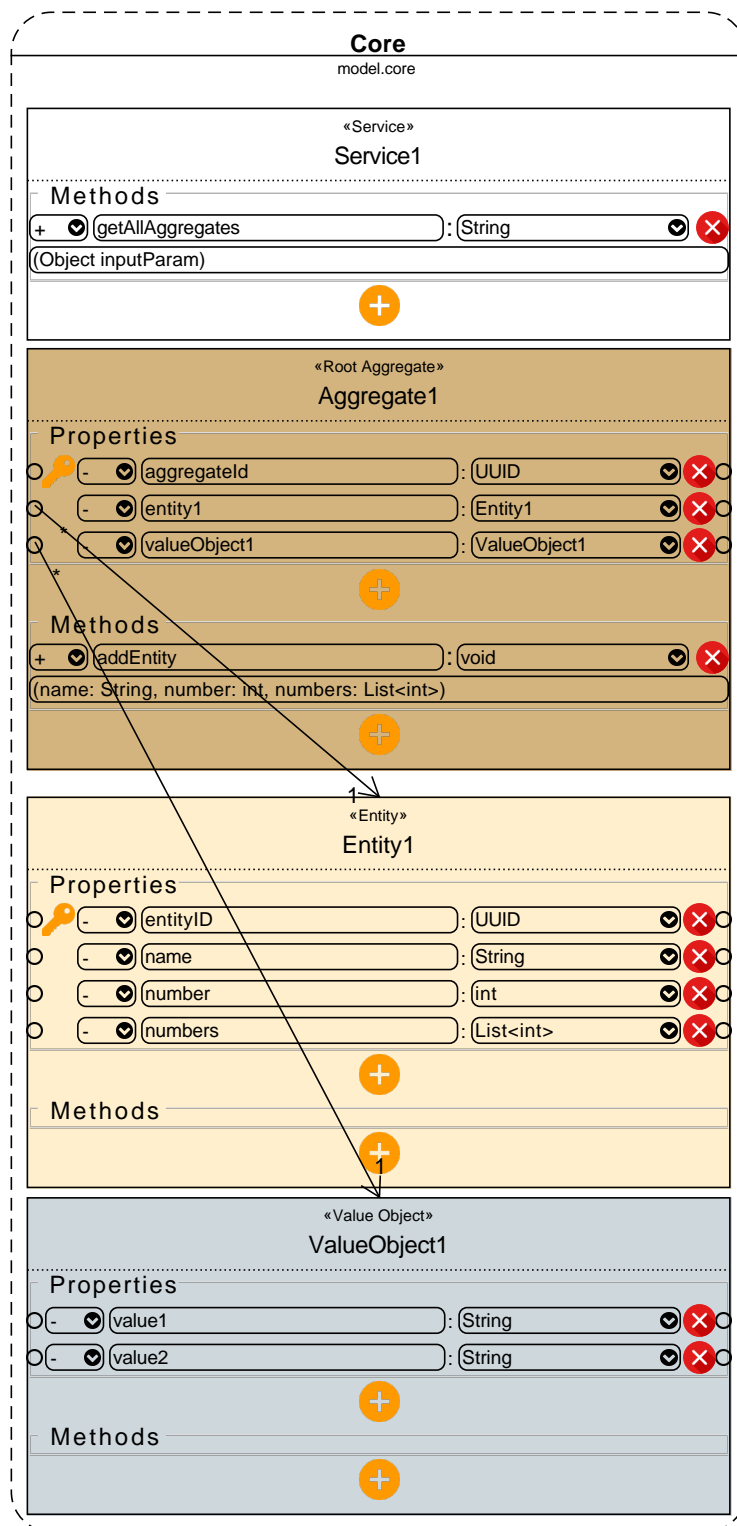 Core
model.core
«Service»
Service1
Methods
+ getAllAggregates : String
(Object inputParam)
«Root Aggregate»
Aggregate1
Properties
- aggregateId : UUID
- entity1 : Entity1
*
- valueObject1 : ValueObject1
*
Methods
+ addEntity : void
(name: String, number: int, numbers: List<int>)
1
«Entity»
Entity1
Properties
- entityID : UUID
- name : String
- number : int
- numbers : List<int>
Methods
1
«Value Object»
ValueObject1
Properties
- value1 : String
- value2 : String
Methods